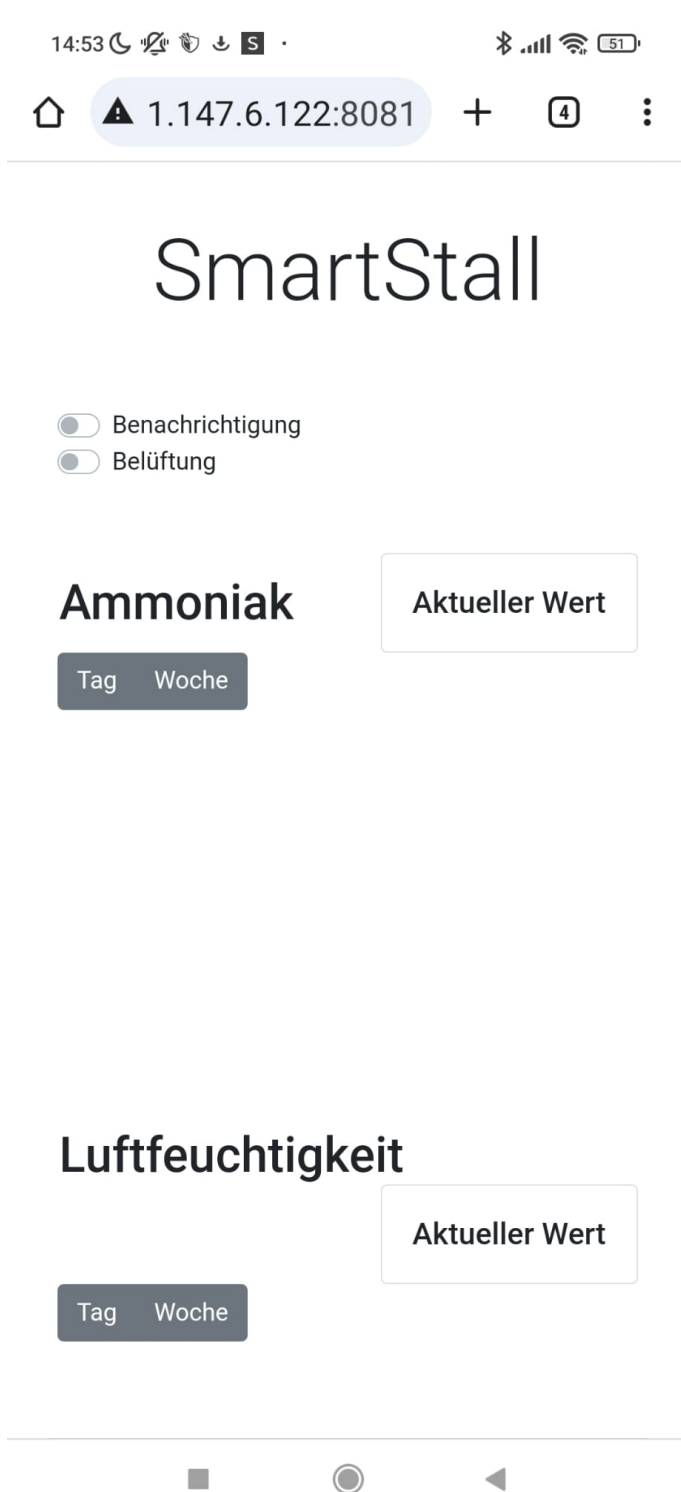 14:53 S
51
1.147.6.122:8081 4
SmartStall
Benachrichtigung
Belüftung
Ammoniak
Aktueller Wert
Tag Woche
Luftfeuchtigkeit
Aktueller Wert
Tag Woche